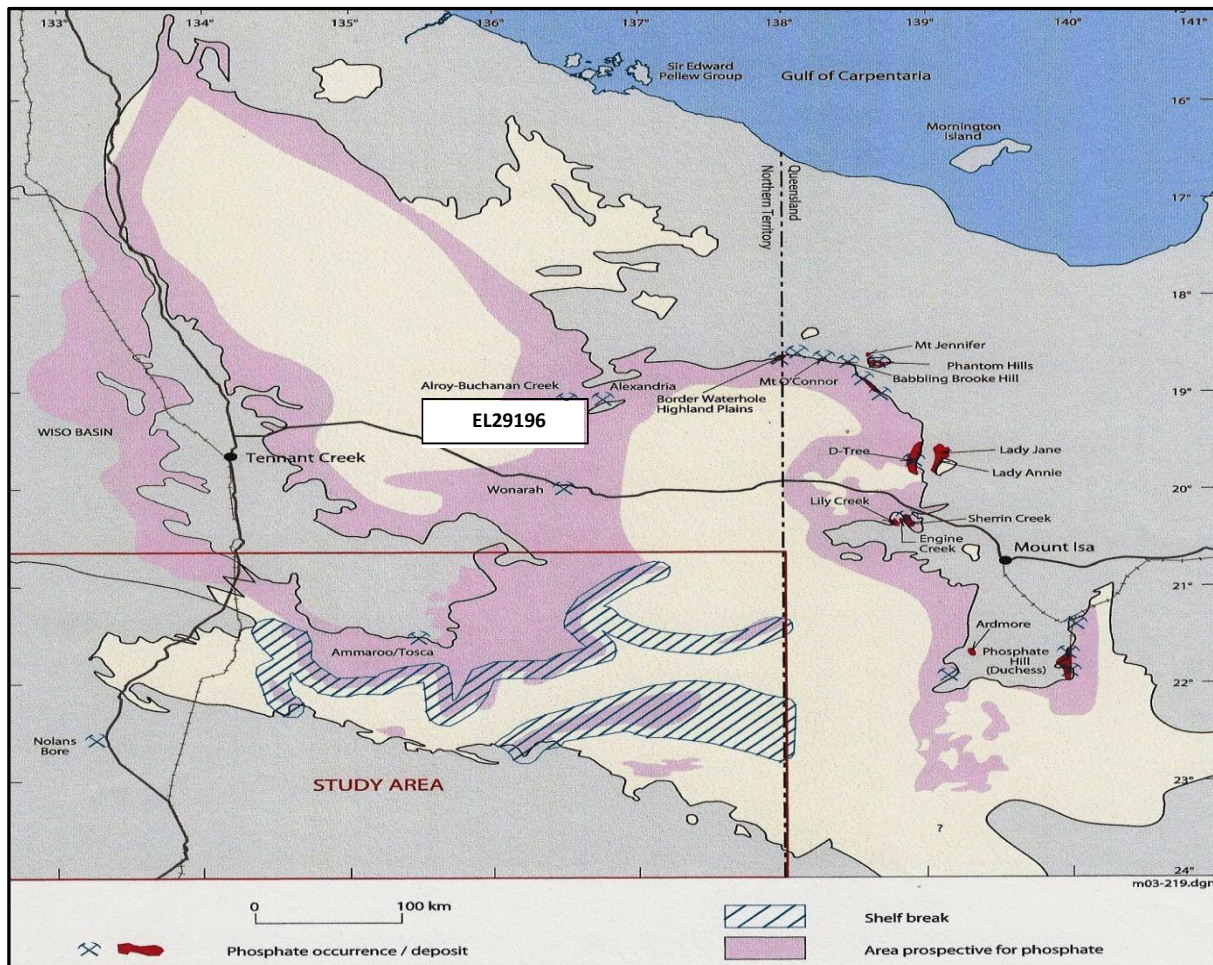 133° 134° 135° 136° 137° 138° 139° 140° 141°
Sir Edward
Pellew Group
Gulf of Carpentaria
16°
Mornington
Island
Northern Territory
Queensland
17°
18°
Mt Jennifer
Phantom Hills
Babbling Brooke Hill
Mt O'Connor
Alroy-Buchanan Creek
Alexandria
Border Waterhole
Highland Plains
19°
EL29196
WISO BASIN
Tennant Creek
D-Tree
Lady Jane
Lady Annie
Wonarah
20°
Lily Creek
Sherrin Creek
Engine
Creek
Mount Isa
21°
Ammaroo/Tosca
Ardmore
Phosphate
Hill
(Duchess)
22°
Nolans
Bore
STUDY AREA
23°
?
24°
m03-219.dgn
0 100 km
Shelf break
Phosphate occurrence / deposit
Area prospective for phosphate